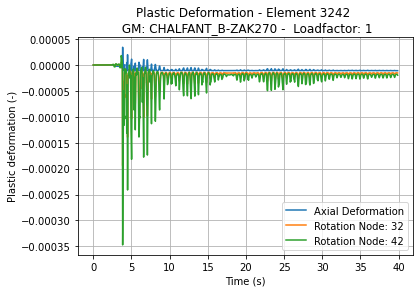 Plastic Deformation - Element 3242
GM: CHALFANT_B-ZAK270 - Loadfactor: 1
Plastic deformation (-)
0.00005
0.00000
−0.00005
−0.00010
−0.00015
−0.00020
−0.00025
−0.00030
−0.00035
Axial Deformation
Rotation Node: 32
Rotation Node: 42
0 5 10 15 20 25 30 35 40
Time (s)